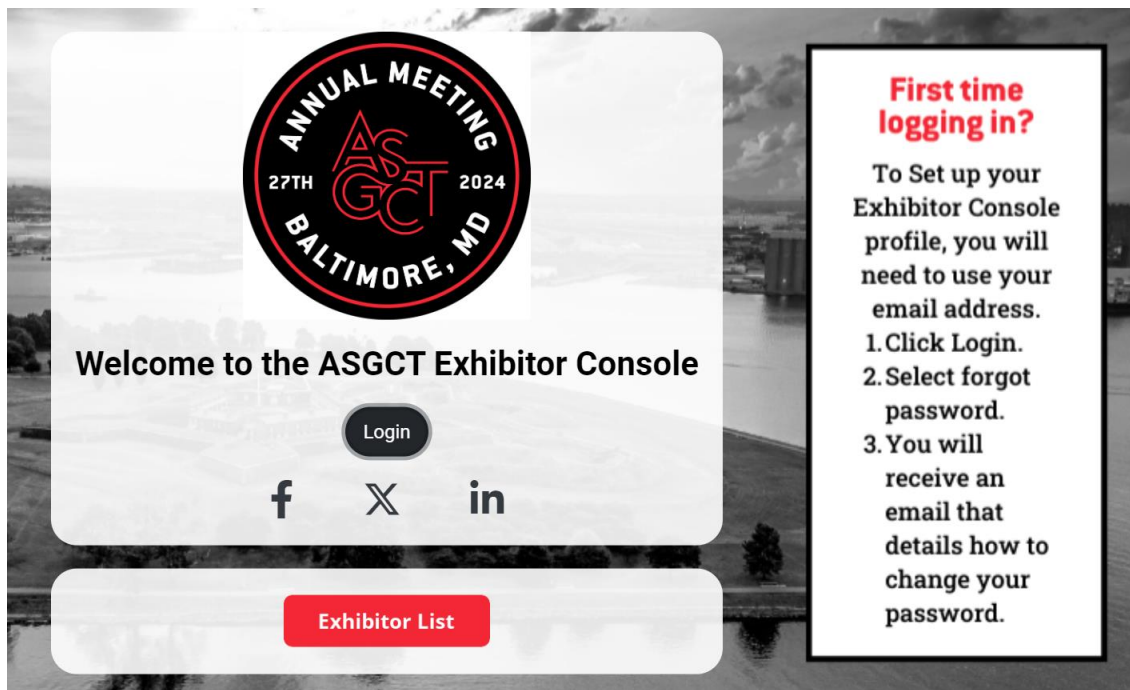 ANNUAL MEETING
ASGCT
27TH 2024
BALTIMORE, MD
Welcome to the ASGCT Exhibitor Console
Login
Exhibitor List
First time
logging in?
To Set up your
Exhibitor Console
profile, you will
need to use your
email address.
1. Click Login.
2. Select forgot
password.
3. You will
receive an
email that
details how to
change your
password.